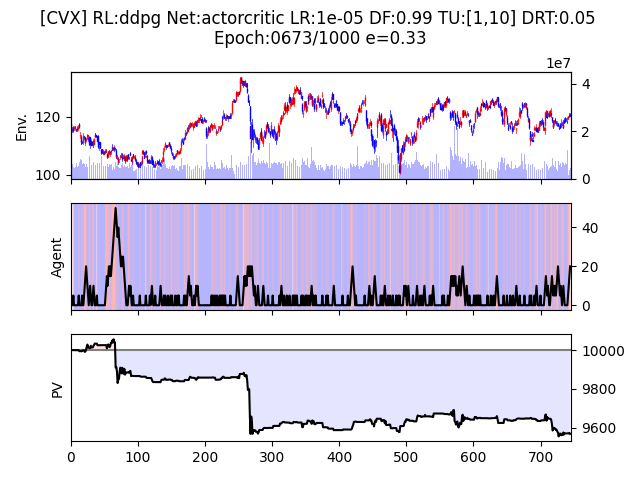 [CVX] RL:ddpg Net:actorcritic LR:1e-05 DF:0.99 TU:[1,10] DRT:0.05
Epoch:0673/1000 e=0.33
1e7
Env.
120
100
4
2
0
Agent
40
20
0
PV
10000
9800
9600
0 100 200 300 400 500 600 700